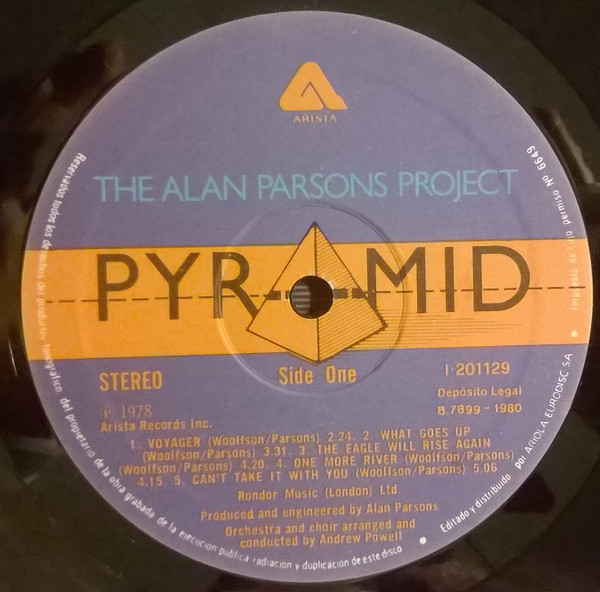 ARISTA
THE ALAN PARSONS PROJECT
PYRAMID
STEREO
Side One
I-201129
Depósito Legal
B.7899 - 1980
℗ 1978
Arista Records Inc.
1. VOYAGER (Woolfson/Parsons) 2.24. 2. WHAT GOES UP...
(Woolfson/Parsons) 3.31. 3. THE EAGLE WILL RISE AGAIN
(Woolfson/Parsons) 4.20. 4. ONE MORE RIVER (Woolfson/Parsons)
4.15. 5. CAN'T TAKE IT WITH YOU (Woolfson/Parsons) 5.06
Rondor Music (London) Ltd.
Produced and engineered by Alan Parsons
Orchestra and choir arranged and
conducted by Andrew Powell
Reservados todos los derechos del productor fonográfico del propietario de la obra grabada, de la ejecución pública radiación y duplicación de este disco • Editado y distribuido por ARIOLA EURODISC SA • Impuesto de lujo permiso Nº 6649